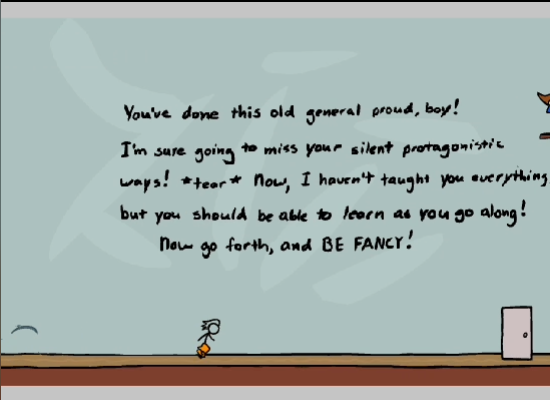 You've done this old general proud, boy!
I'm sure going to miss your silent protagonistic
ways! *tear* Now, I haven't taught you everything
but you should be able to learn as you go along!
Now go forth, and BE FANCY!